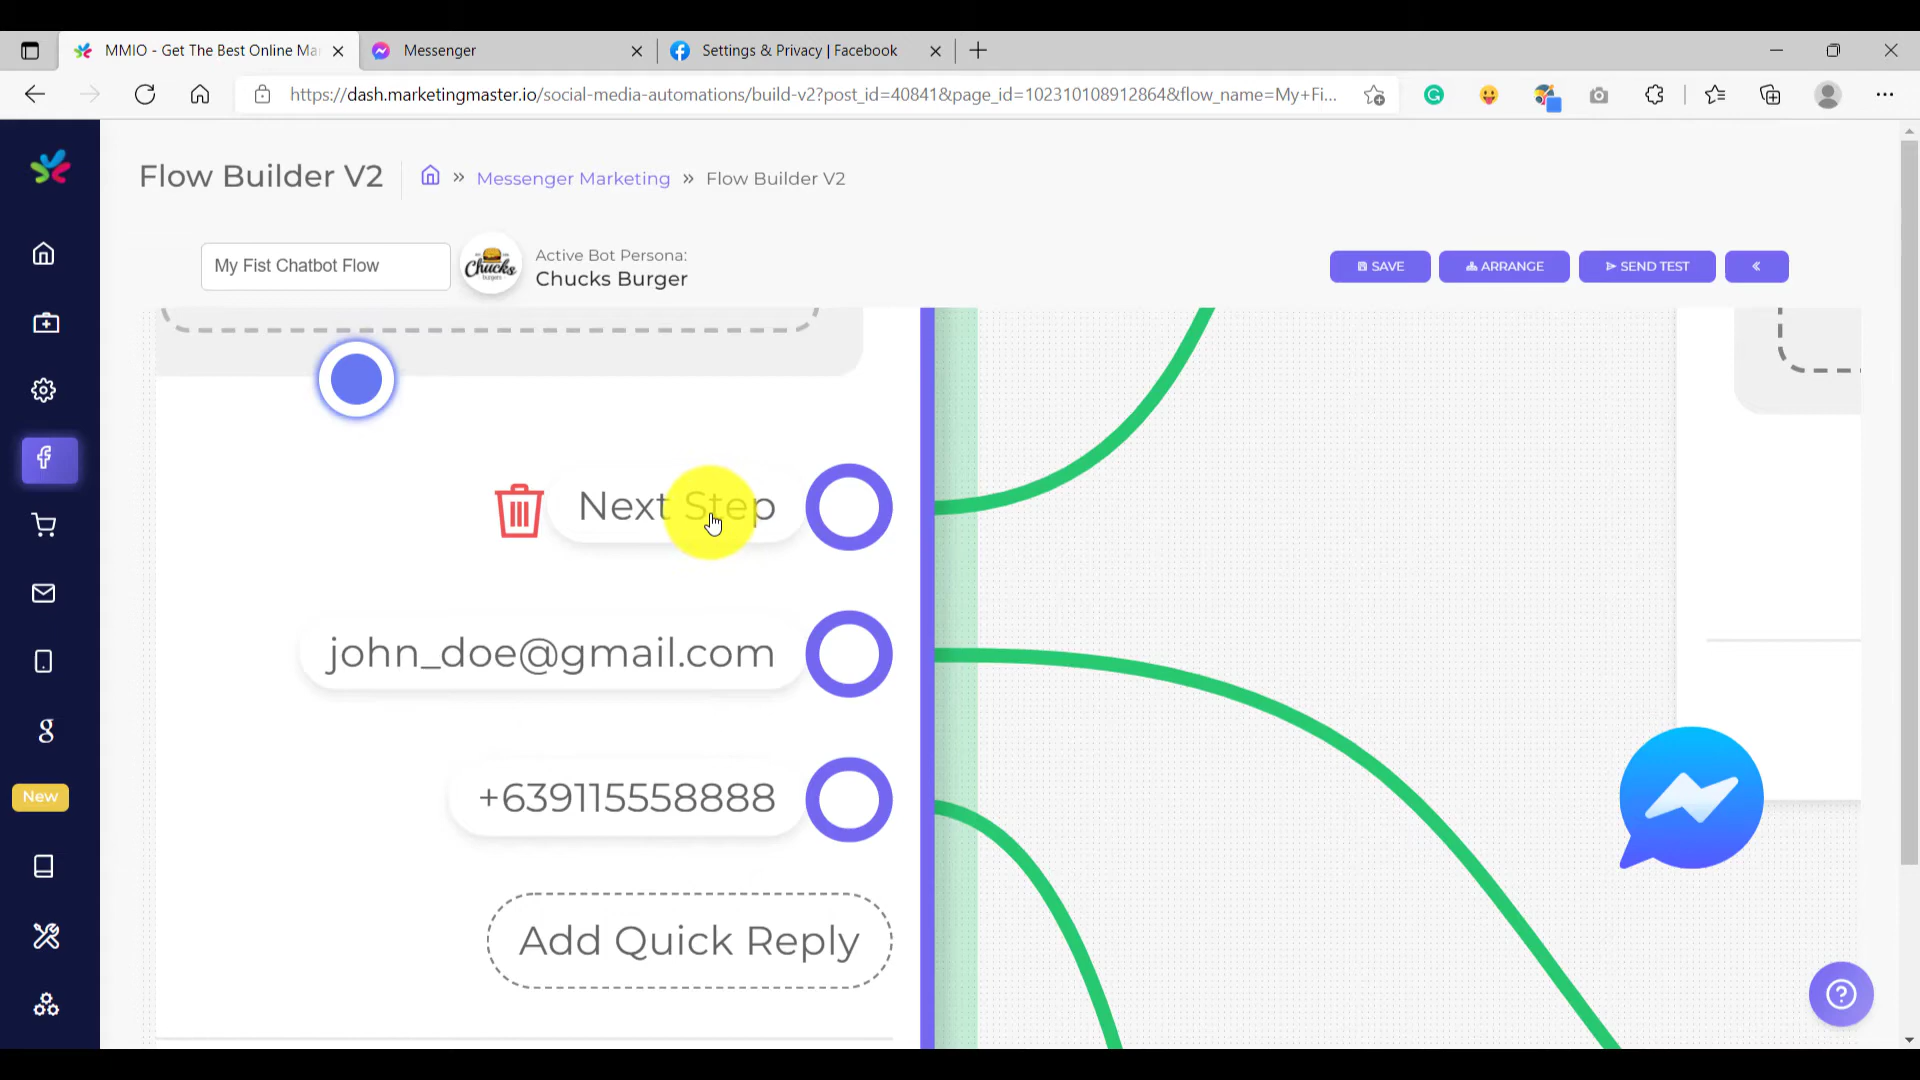 MMIO - Get The Best Online Ma
Messenger
Settings & Privacy | Facebook
https://dash.marketingmaster.io/social-media-automations/build-v2?post_id=40841&page_id=102310108912864&flow_name=My+Fi...
Flow Builder V2
» Messenger Marketing » Flow Builder V2
My Fist Chatbot Flow
Chucks
Active Bot Persona:
Chucks Burger
SAVE
ARRANGE
SEND TEST
Next Step
john_doe@gmail.com
+639115558888
Add Quick Reply
New